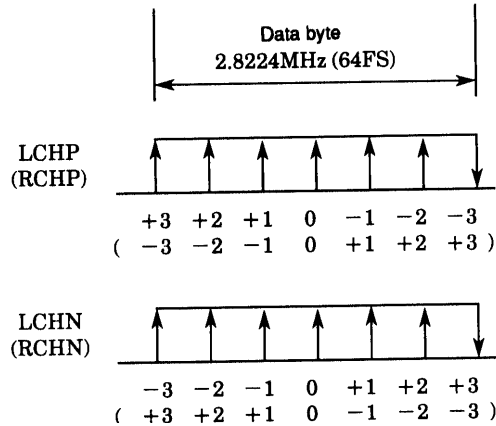 Data byte
2.8224MHz (64FS)
LCHP
(RCHP)
+3 +2 +1 0 −1 −2 −3
( −3 −2 −1 0 +1 +2 +3 )
LCHN
(RCHN)
−3 −2 −1 0 +1 +2 +3
( +3 +2 +1 0 −1 −2 −3 )